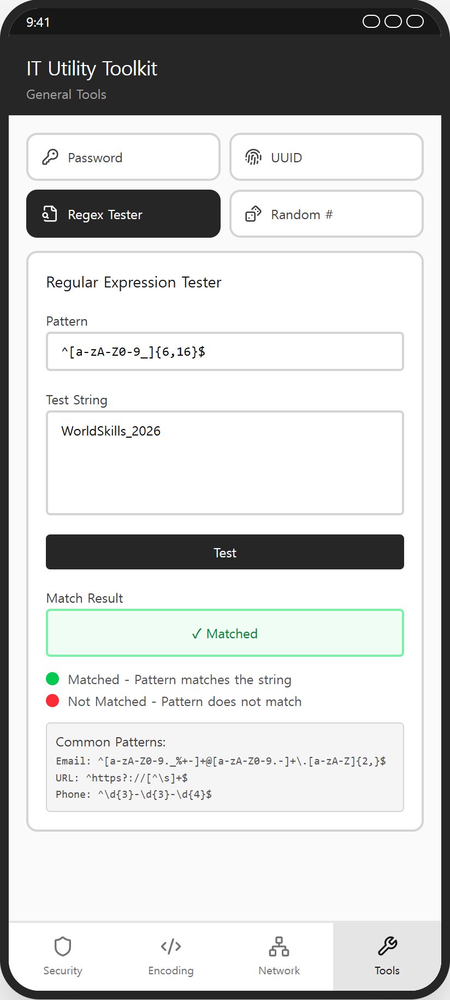 9:41
IT Utility Toolkit
General Tools
Password
UUID
Regex Tester
Random #
Regular Expression Tester
Pattern
^[a-zA-Z0-9_]{6,16}$
Test String
WorldSkills_2026
Test
Match Result
✓ Matched
Matched - Pattern matches the string
Not Matched - Pattern does not match
Common Patterns:
Email: ^[a-zA-Z0-9._%+-]+@[a-zA-Z0-9.-]+\.[a-zA-Z]{2,}$
URL: ^https?://[^\s]+$
Phone: ^\d{3}-\d{3}-\d{4}$
Security
Encoding
Network
Tools